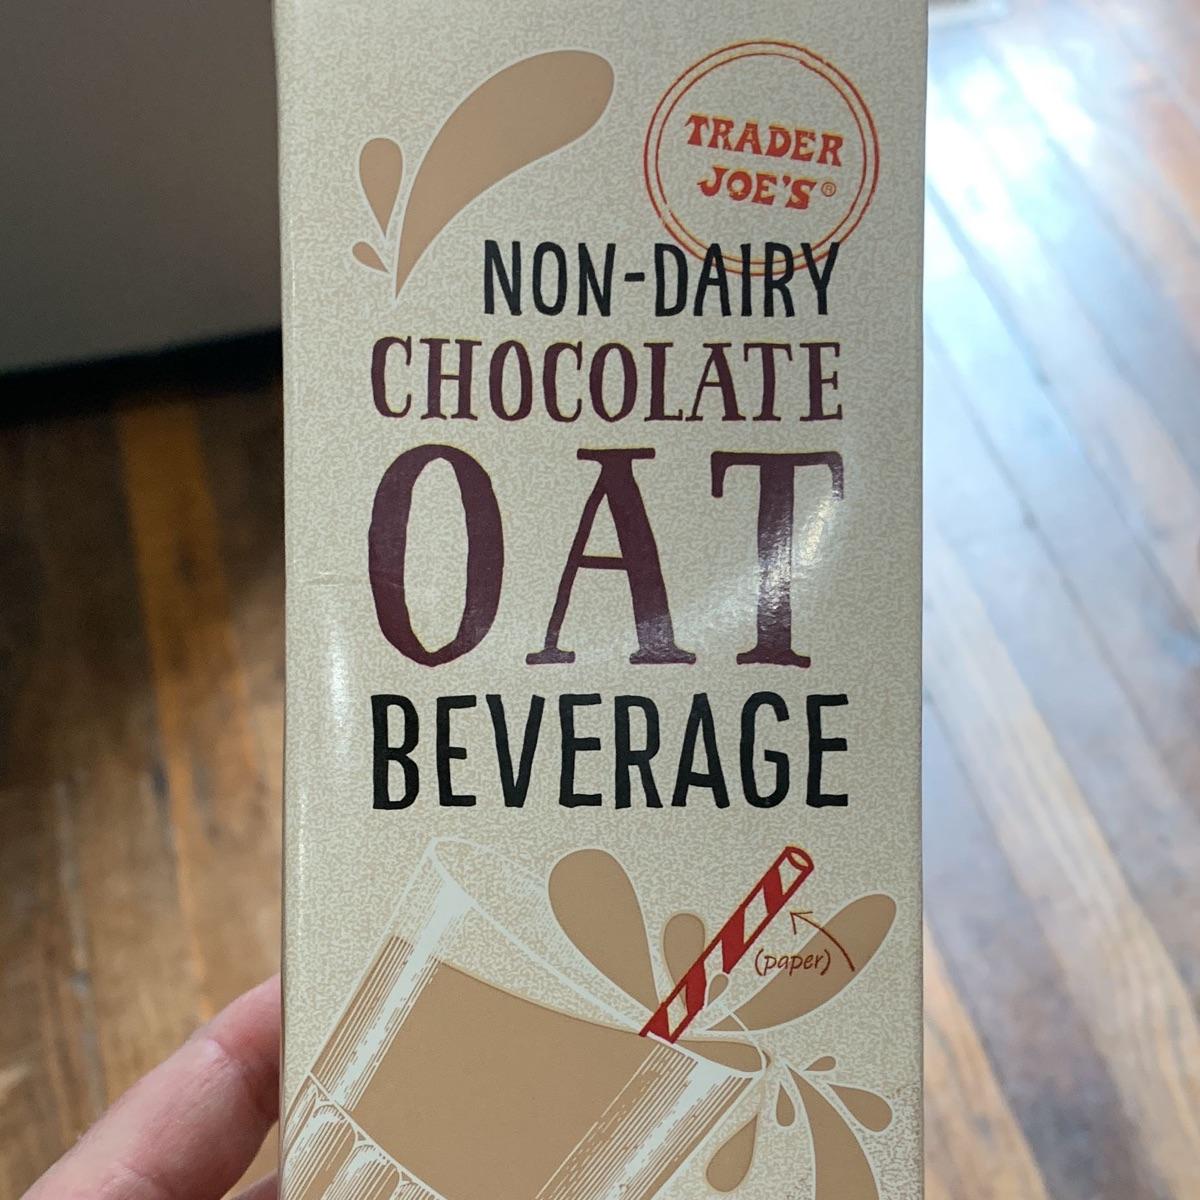 TRADER
JOE'S®
NON-DAIRY
CHOCOLATE
OAT
BEVERAGE
(paper)